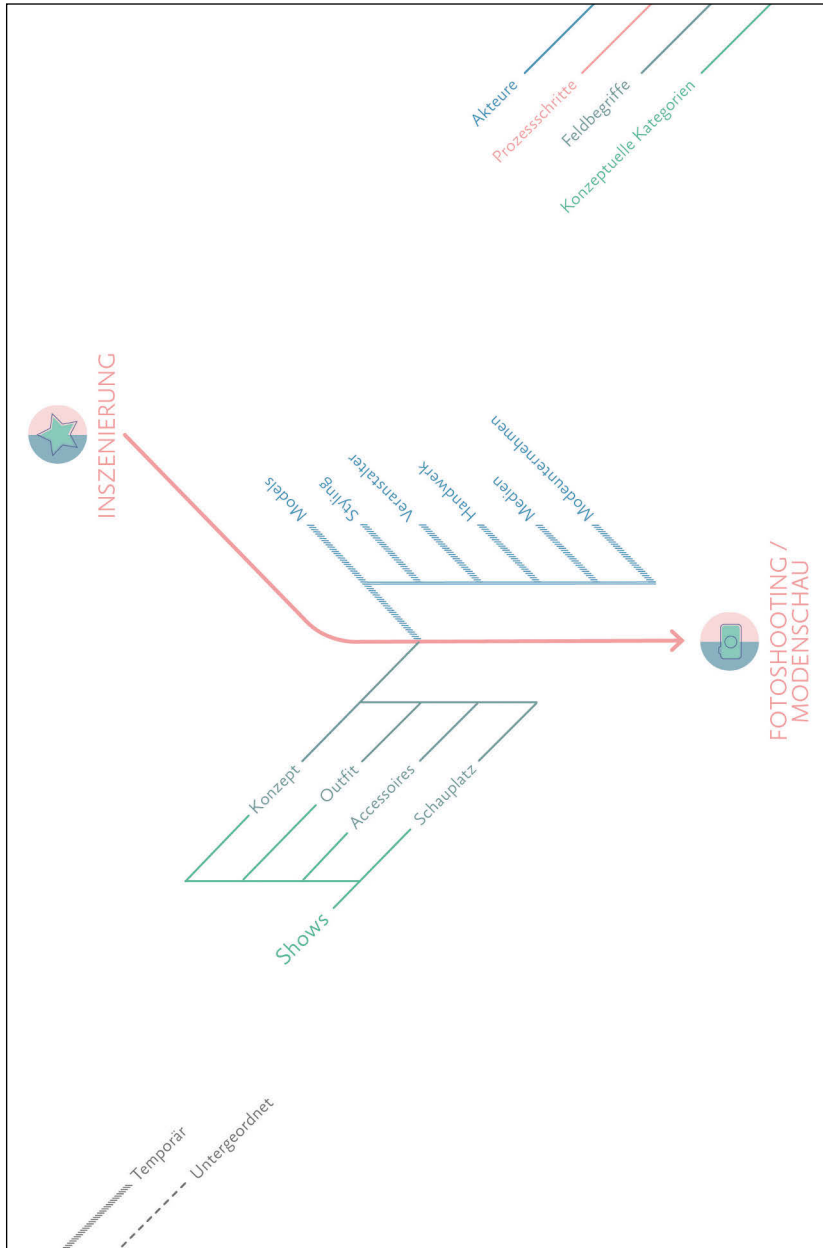 Akteure
Prozessschritte
Feldbegriffe
Konzeptuelle Kategorien
INSZENIERUNG
Models
Styling
Veranstalter
Handwerk
Medien
Modeunternehmen
FOTOSHOOTING /
MODENSCHAU
Konzept
Outfit
Accessoires
Schauplatz
Shows
Temporär
Untergeordnet